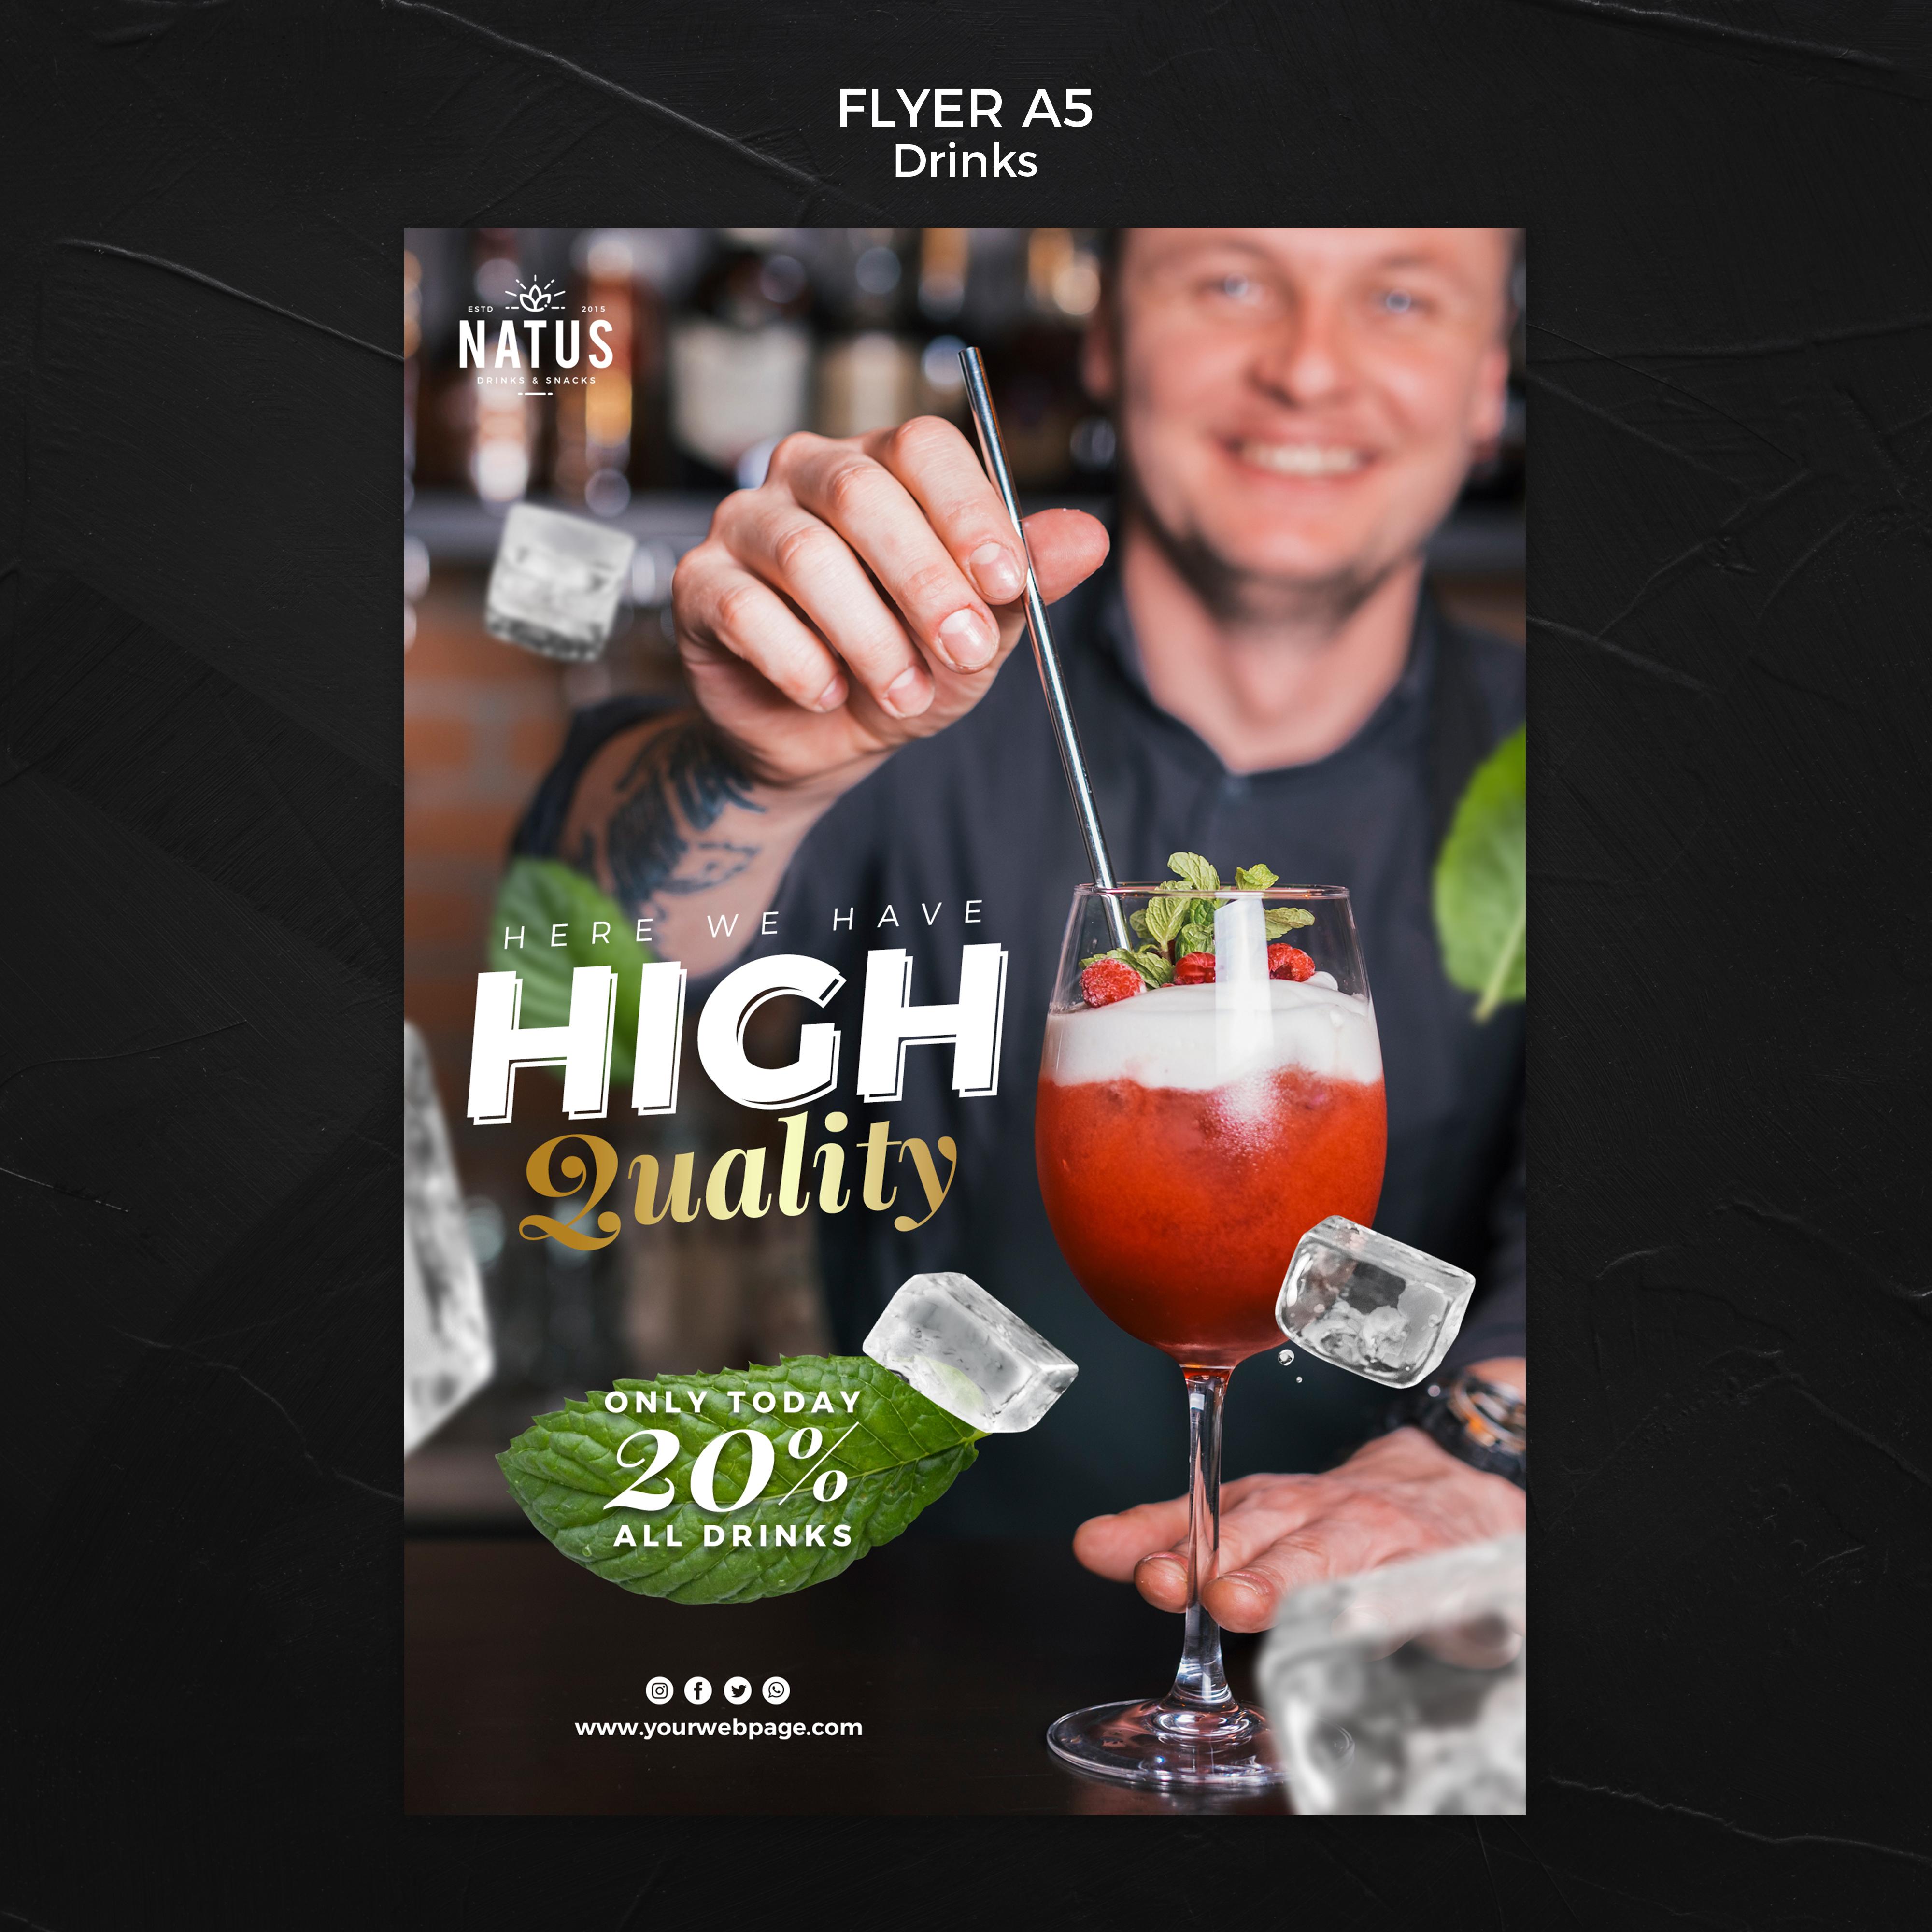 FLYER A5
Drinks
ESTD 2015
NATUS
DRINKS & SNACKS
HERE WE HAVE
HIGH
Quality
ONLY TODAY
20%
ALL DRINKS
www.yourwebpage.com